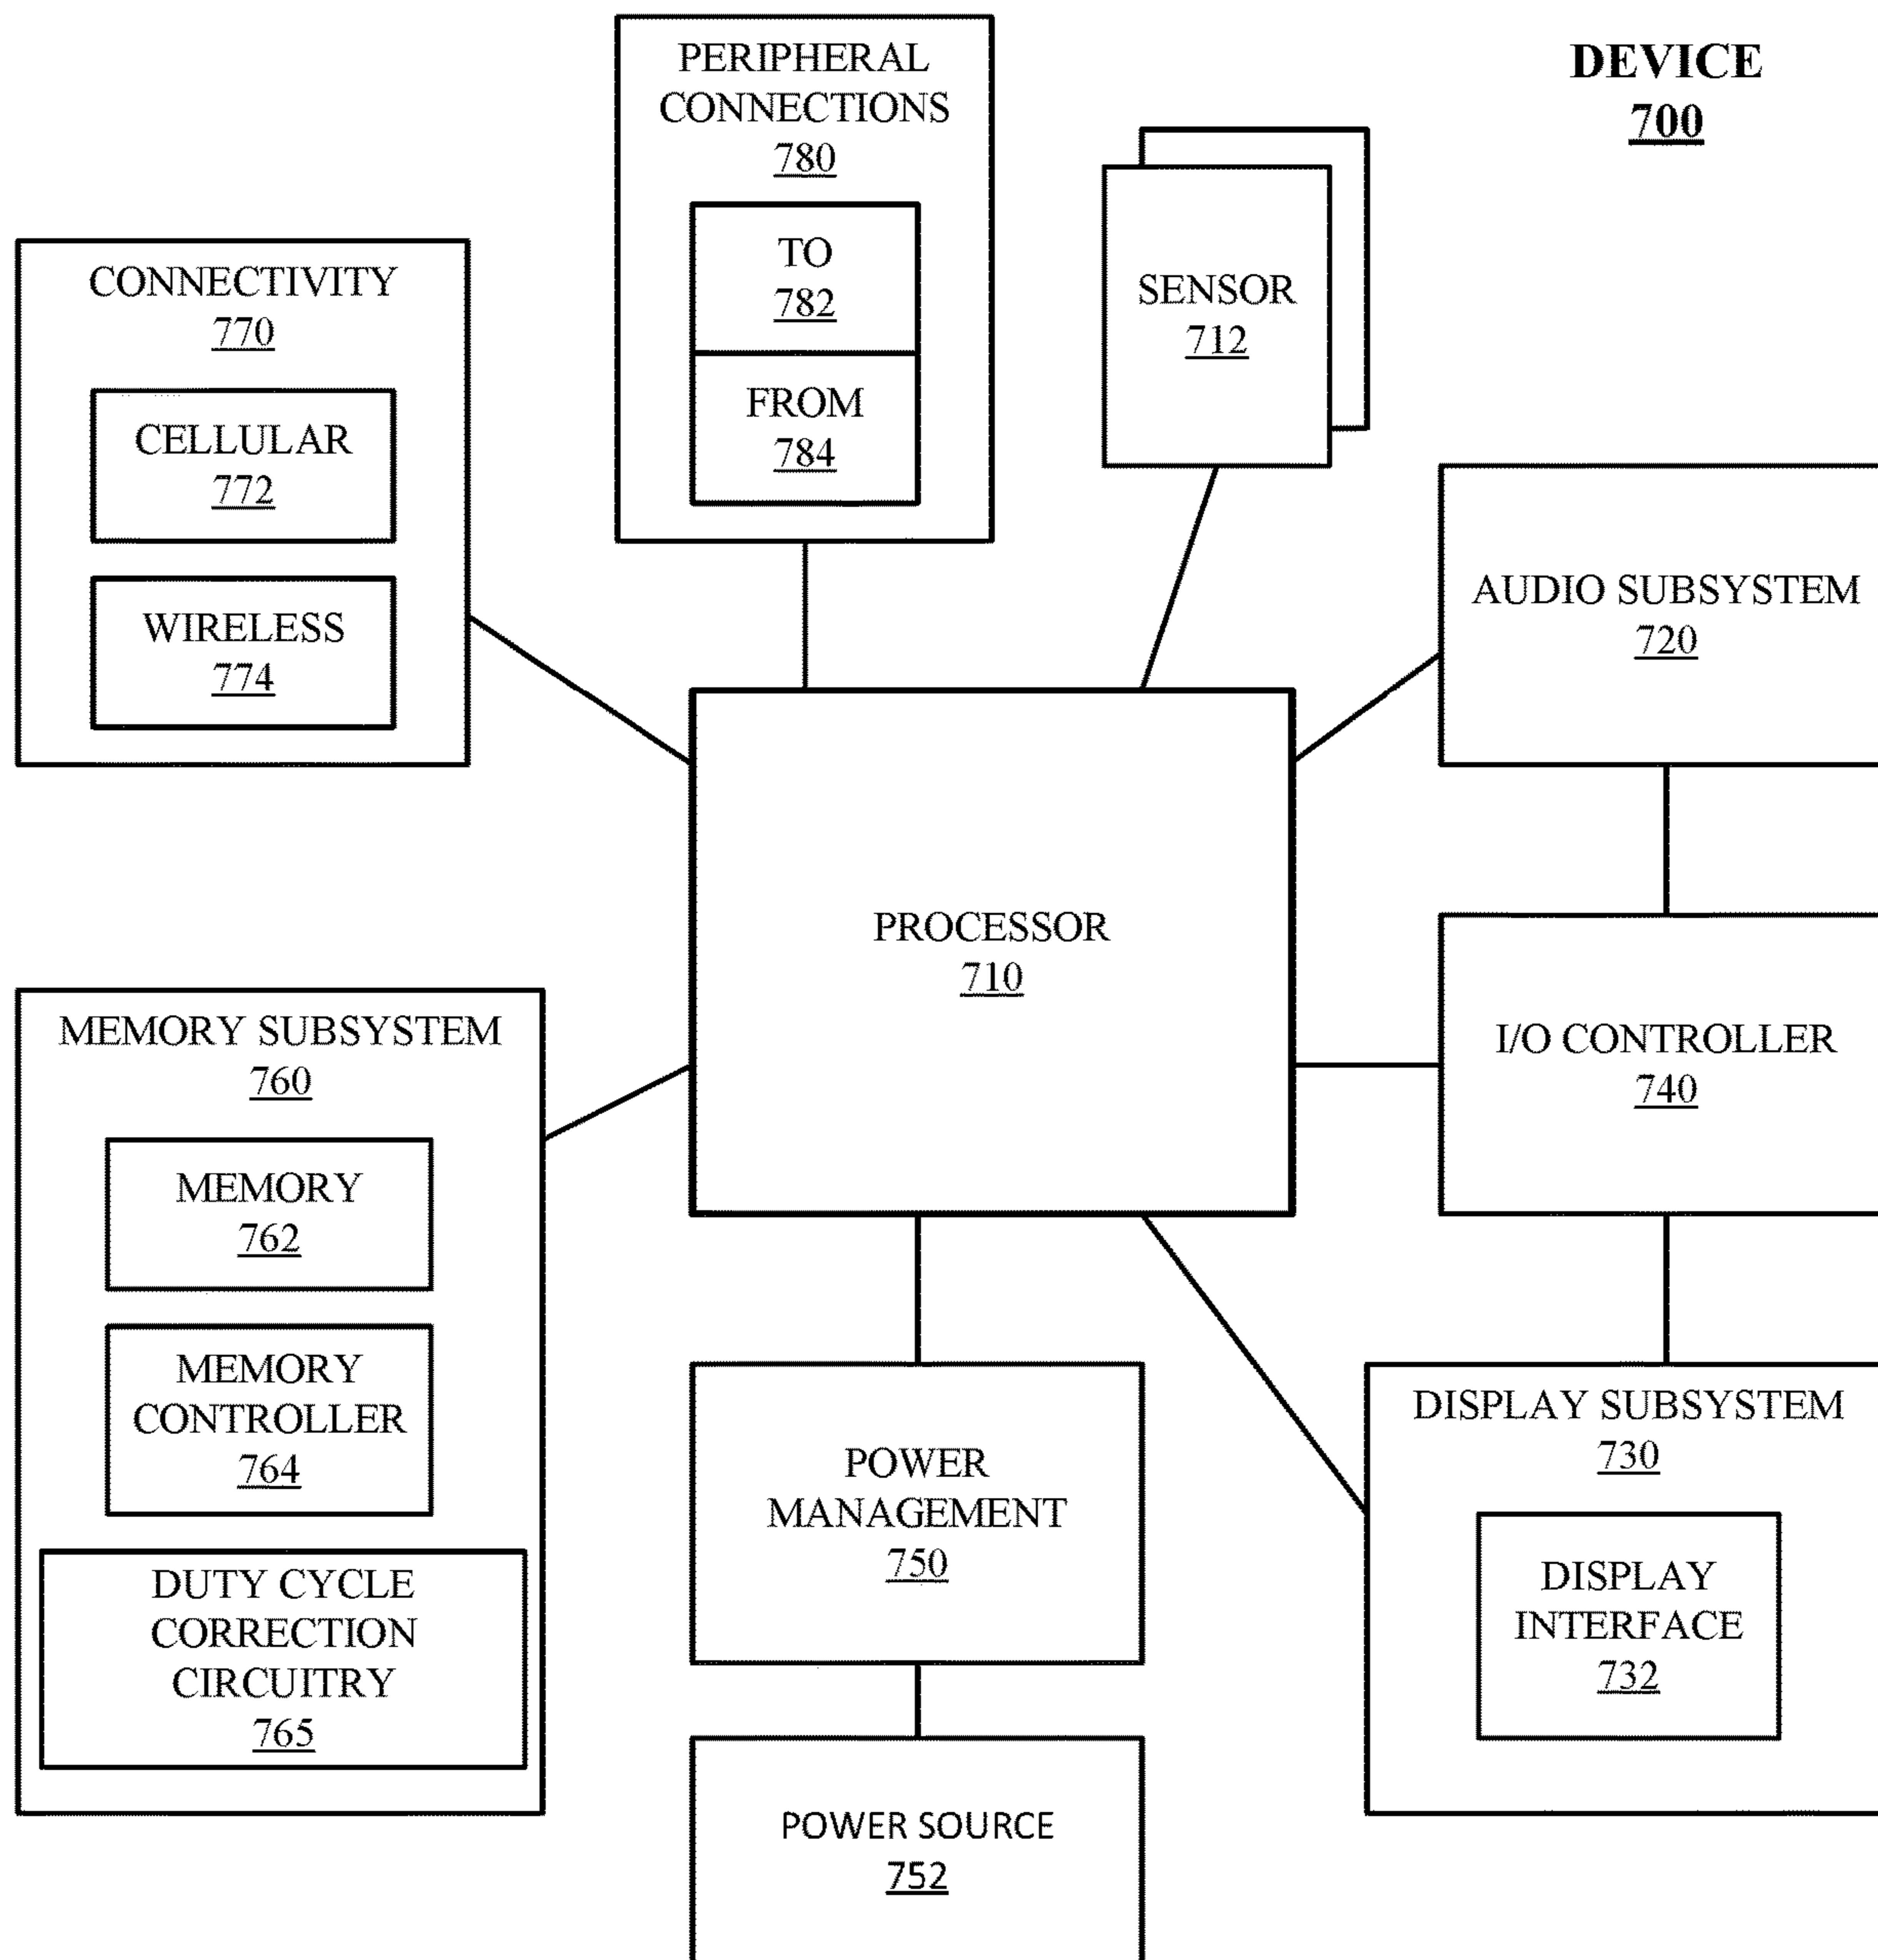 PERIPHERAL
CONNECTIONS
780
TO
782
FROM
784
DEVICE
700
SENSOR
712
CONNECTIVITY
770
CELLULAR
772
WIRELESS
774
AUDIO SUBSYSTEM
720
PROCESSOR
710
I/O CONTROLLER
740
MEMORY SUBSYSTEM
760
MEMORY
762
MEMORY
CONTROLLER
764
DUTY CYCLE
CORRECTION
CIRCUITRY
765
POWER
MANAGEMENT
750
POWER SOURCE
752
DISPLAY SUBSYSTEM
730
DISPLAY
INTERFACE
732